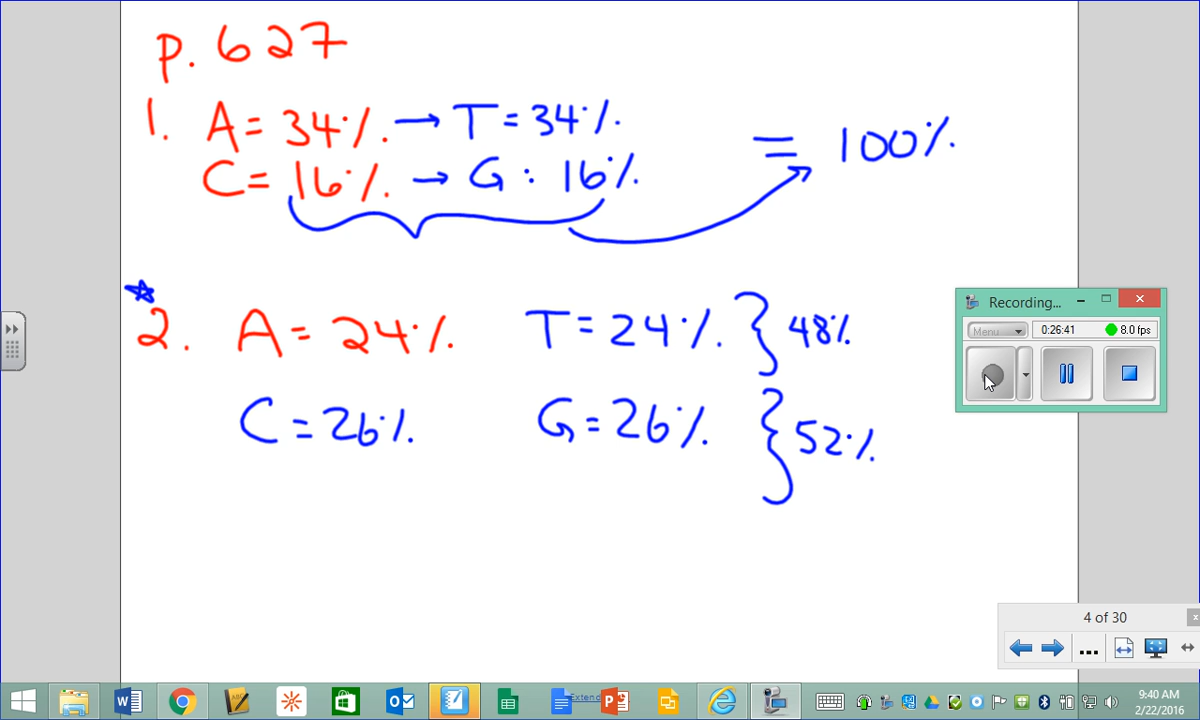 p. 627
1. A = 34% → T = 34%
C = 16% → G : 16%
= 100%
☆
2. A = 24% T = 24% } 48%
C = 26% G = 26% } 52%
Recording...
Menu 0:26:41 8.0 fps
4 of 30
...
Extend
9:40 AM
2/22/2016